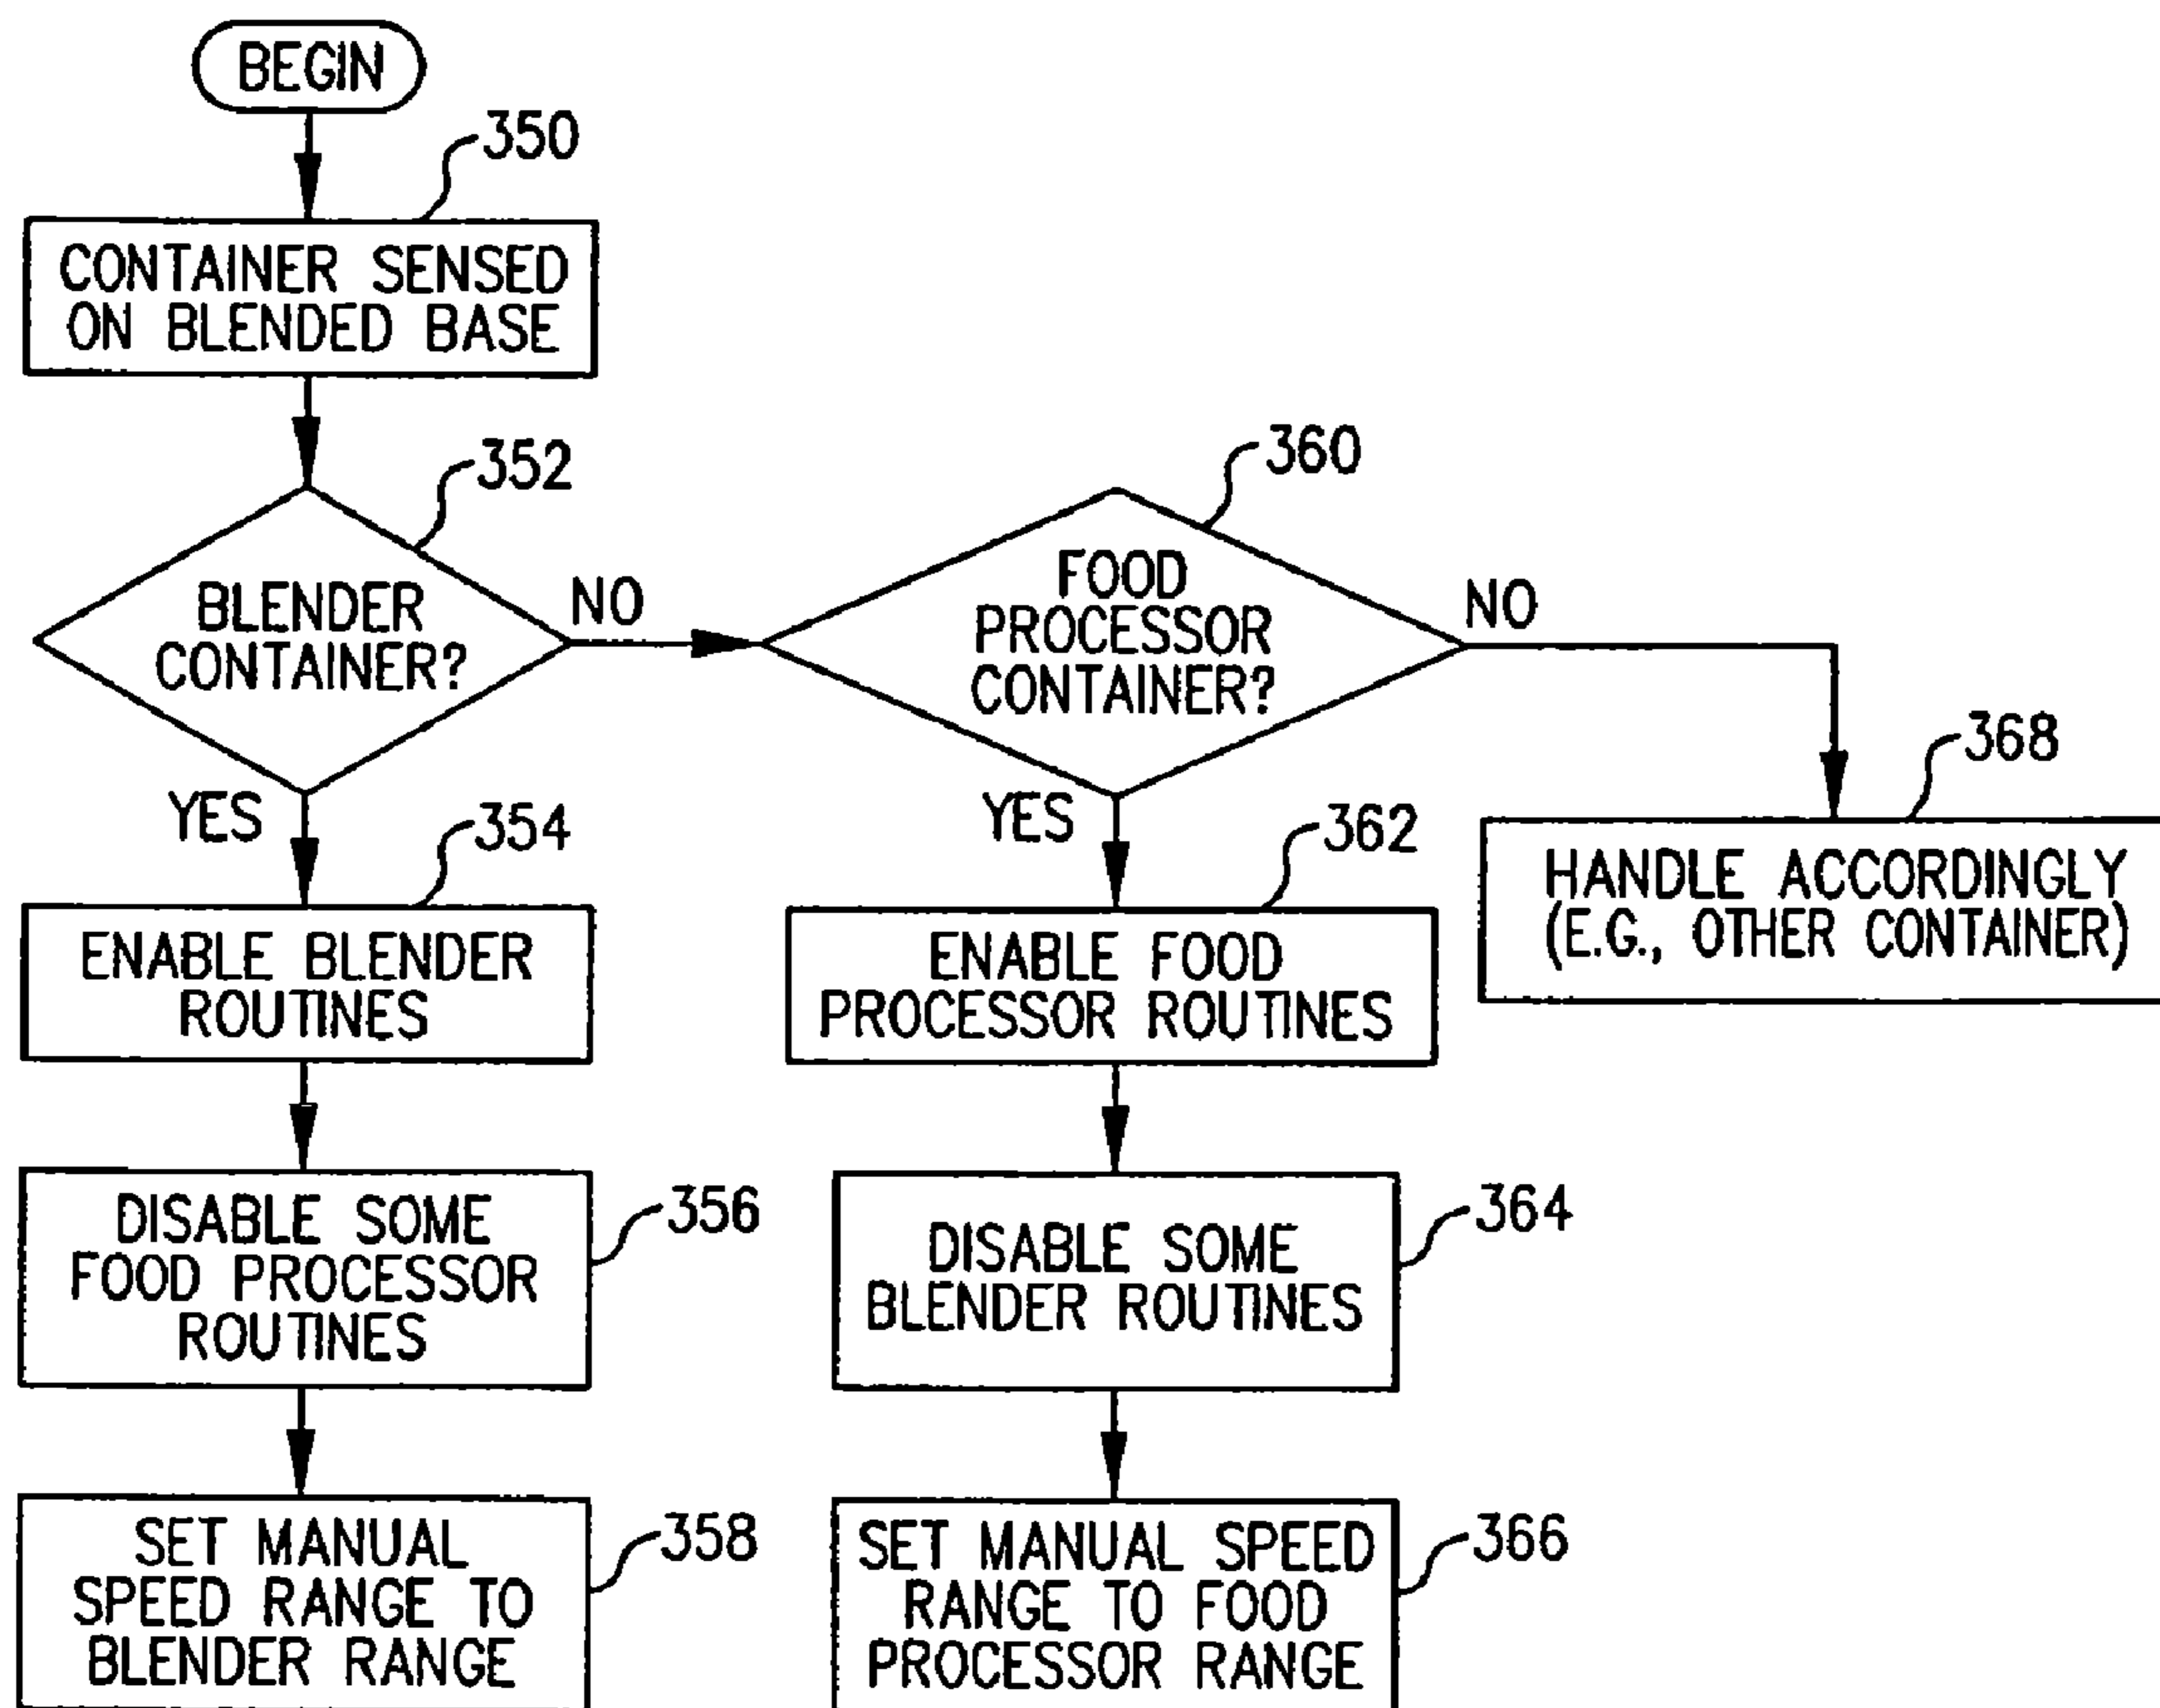 BEGIN
350
CONTAINER SENSED
ON BLENDED BASE
352
BLENDER
CONTAINER?
NO
YES
360
FOOD
PROCESSOR
CONTAINER?
NO
YES
368
HANDLE ACCORDINGLY
(E.G., OTHER CONTAINER)
354
ENABLE BLENDER
ROUTINES
362
ENABLE FOOD
PROCESSOR ROUTINES
356
DISABLE SOME
FOOD PROCESSOR
ROUTINES
364
DISABLE SOME
BLENDER ROUTINES
358
SET MANUAL
SPEED RANGE TO
BLENDER RANGE
366
SET MANUAL SPEED
RANGE TO FOOD
PROCESSOR RANGE